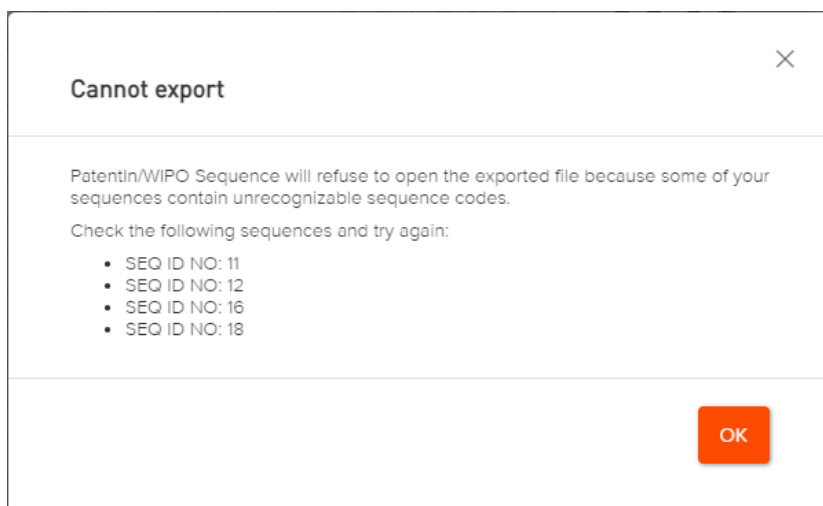 Cannot export
PatentIn/WIPO Sequence will refuse to open the exported file because some of your
sequences contain unrecognizable sequence codes.
Check the following sequences and try again:
• SEQ ID NO: 11
• SEQ ID NO: 12
• SEQ ID NO: 16
• SEQ ID NO: 18
OK